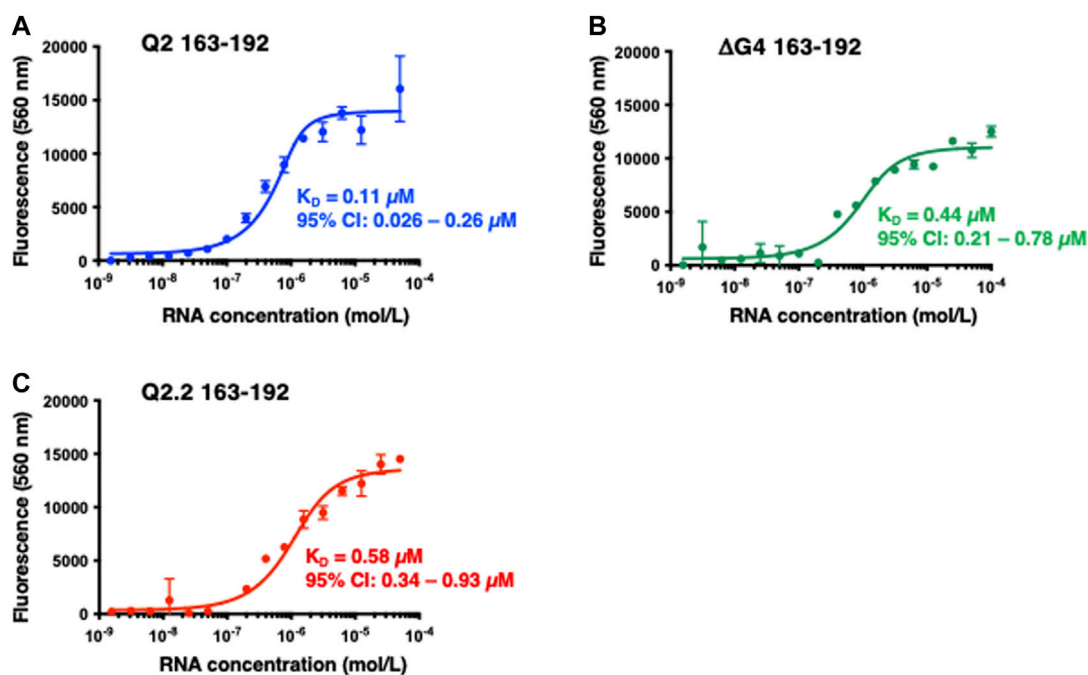 A
Q2 163-192
20000
15000
10000
5000
0
Fluorescence (560 nm)
K_D = 0.11 µM
95% CI: 0.026 – 0.26 µM
10⁻⁹ 10⁻⁸ 10⁻⁷ 10⁻⁶ 10⁻⁵ 10⁻⁴
RNA concentration (mol/L)
B
ΔG4 163-192
20000
15000
10000
5000
0
Fluorescence (560 nm)
K_D = 0.44 µM
95% CI: 0.21 – 0.78 µM
10⁻⁹ 10⁻⁸ 10⁻⁷ 10⁻⁶ 10⁻⁵ 10⁻⁴
RNA concentration (mol/L)
C
Q2.2 163-192
20000
15000
10000
5000
0
Fluorescence (560 nm)
K_D = 0.58 µM
95% CI: 0.34 – 0.93 µM
10⁻⁹ 10⁻⁸ 10⁻⁷ 10⁻⁶ 10⁻⁵ 10⁻⁴
RNA concentration (mol/L)